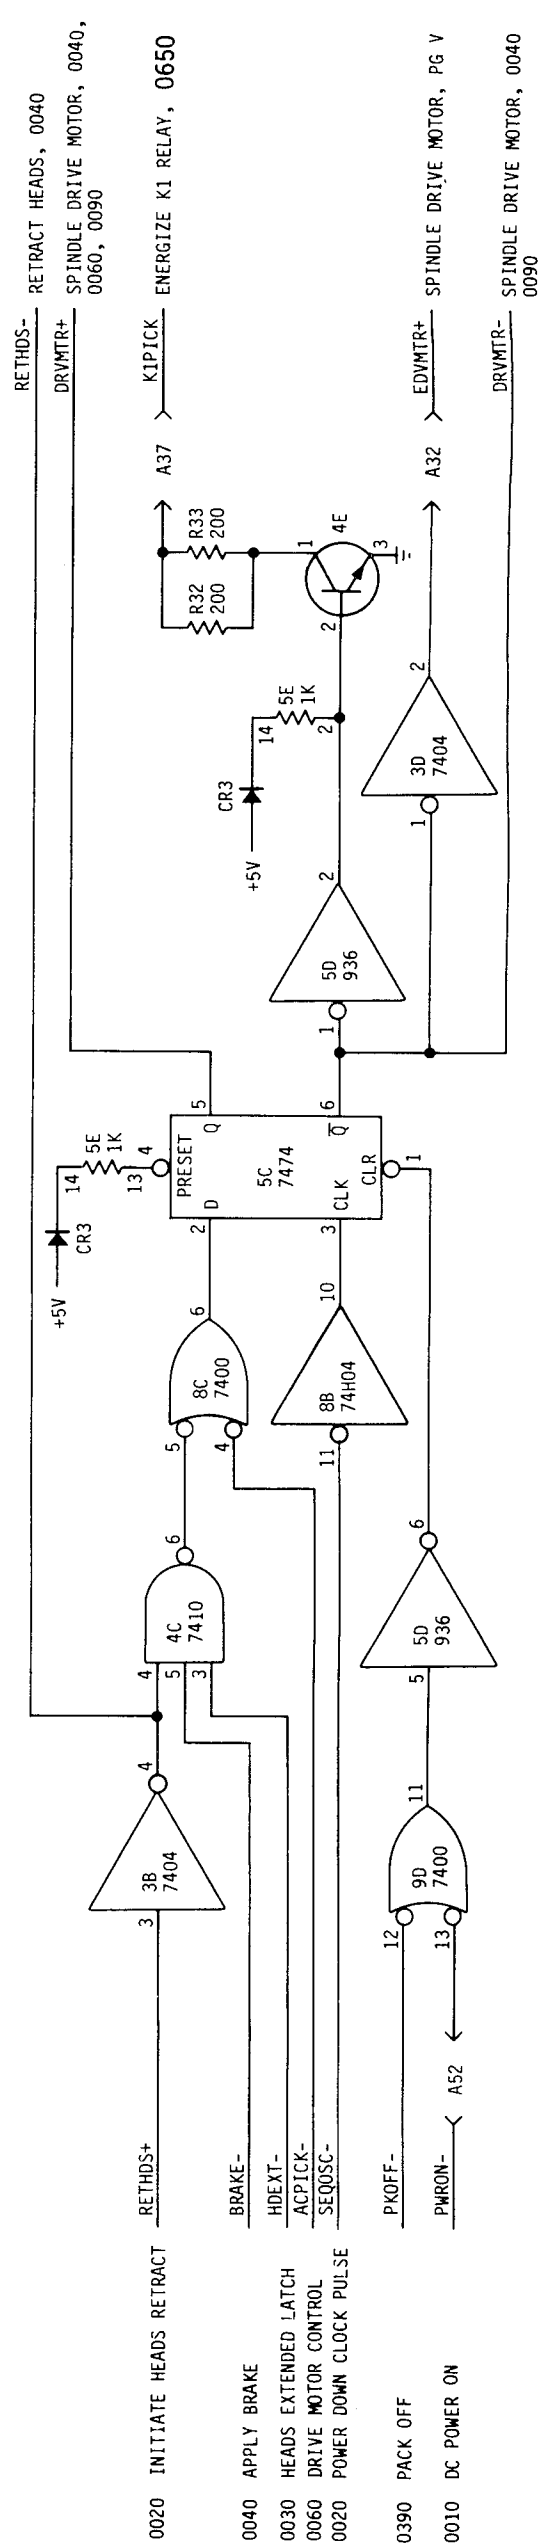 RETHDS- RETRACT HEADS, 0040
DRVMTR+ SPINDLE DRIVE MOTOR, 0040,
0060, 0090
K1PICK ENERGIZE K1 RELAY, 0650
A37
R33
200
R32
200
4E
1
2
3
5E
1K
14
2
CR3
+5V
5D
936
1
2
3D
7404
1
2
A32
EDVMTR+ SPINDLE DRIVE MOTOR, PG V
DRVMTR- SPINDLE DRIVE MOTOR, 0040
0090
+5V
CR3
14
5E
1K
13
4
PRESET
D
Q
5C
7474
CLK
Q
CLR
2
5
3
6
1
8C
7400
5
4
6
8B
74H04
11
10
4C
7410
4
5
3
6
3B
7404
3
4
5D
936
5
6
9D
7400
12
13
11
A52
0020 INITIATE HEADS RETRACT RETHDS+
0040 APPLY BRAKE BRAKE-
0030 HEADS EXTENDED LATCH HDEXT-
0060 DRIVE MOTOR CONTROL ACPICK-
0020 POWER DOWN CLOCK PULSE SEQOSC-
0390 PACK OFF PKOFF-
0010 DC POWER ON PWRON-